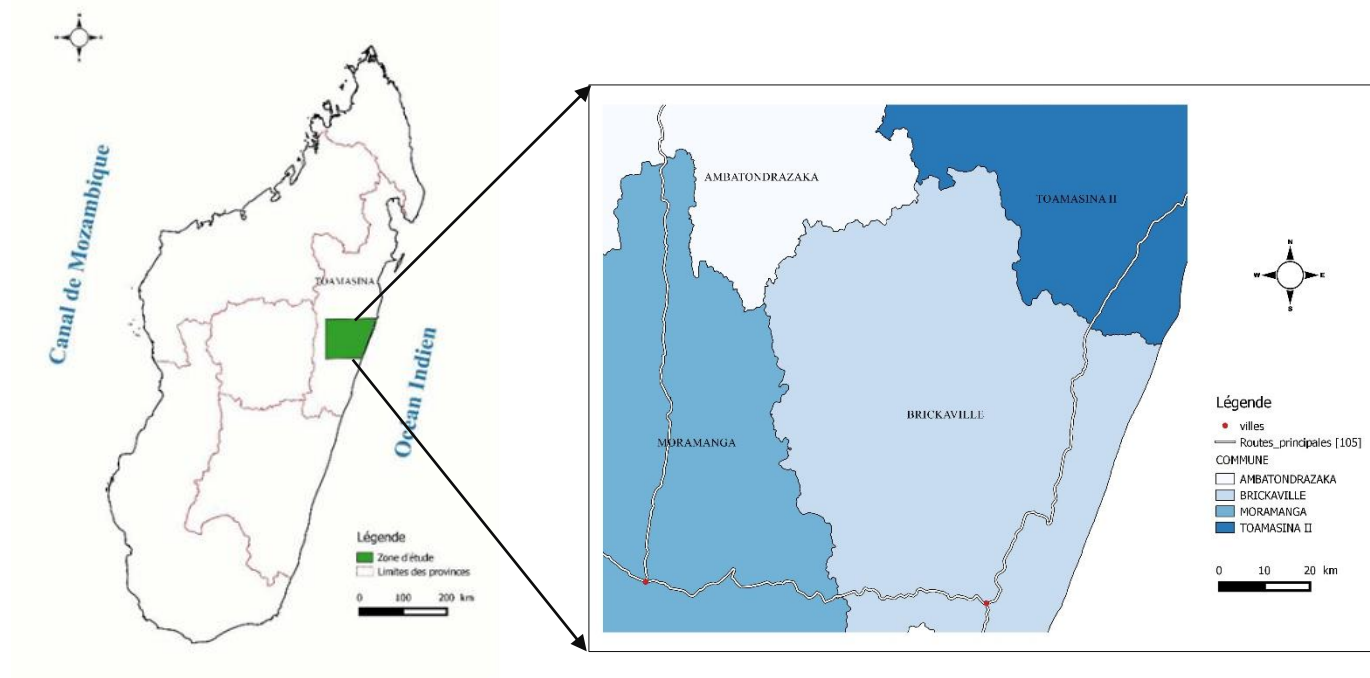 Canal de Mozambique
TOAMASINA
Océan Indien
Légende
Zone d'étude
Limites des provinces
0 100 200 km
AMBATONDRAZAKA
TOAMASINA II
BRICKAVILLE
MORAMANGA
N
W E
S
Légende
villes
Routes_principales [105]
COMMUNE
AMBATONDRAZAKA
BRICKAVILLE
MORAMANGA
TOAMASINA II
0 10 20 km